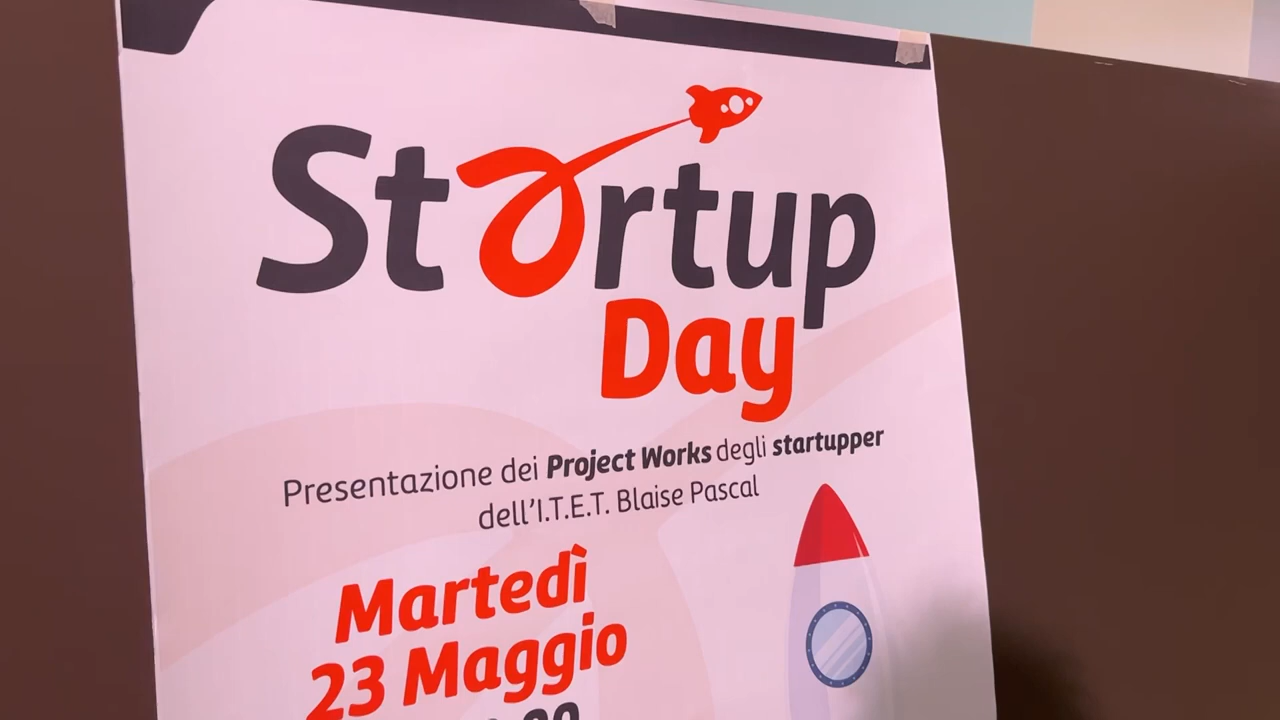 Startup
Day
Presentazione dei Project Works degli startupper
dell'I.T.E.T. Blaise Pascal
Martedì
23 Maggio